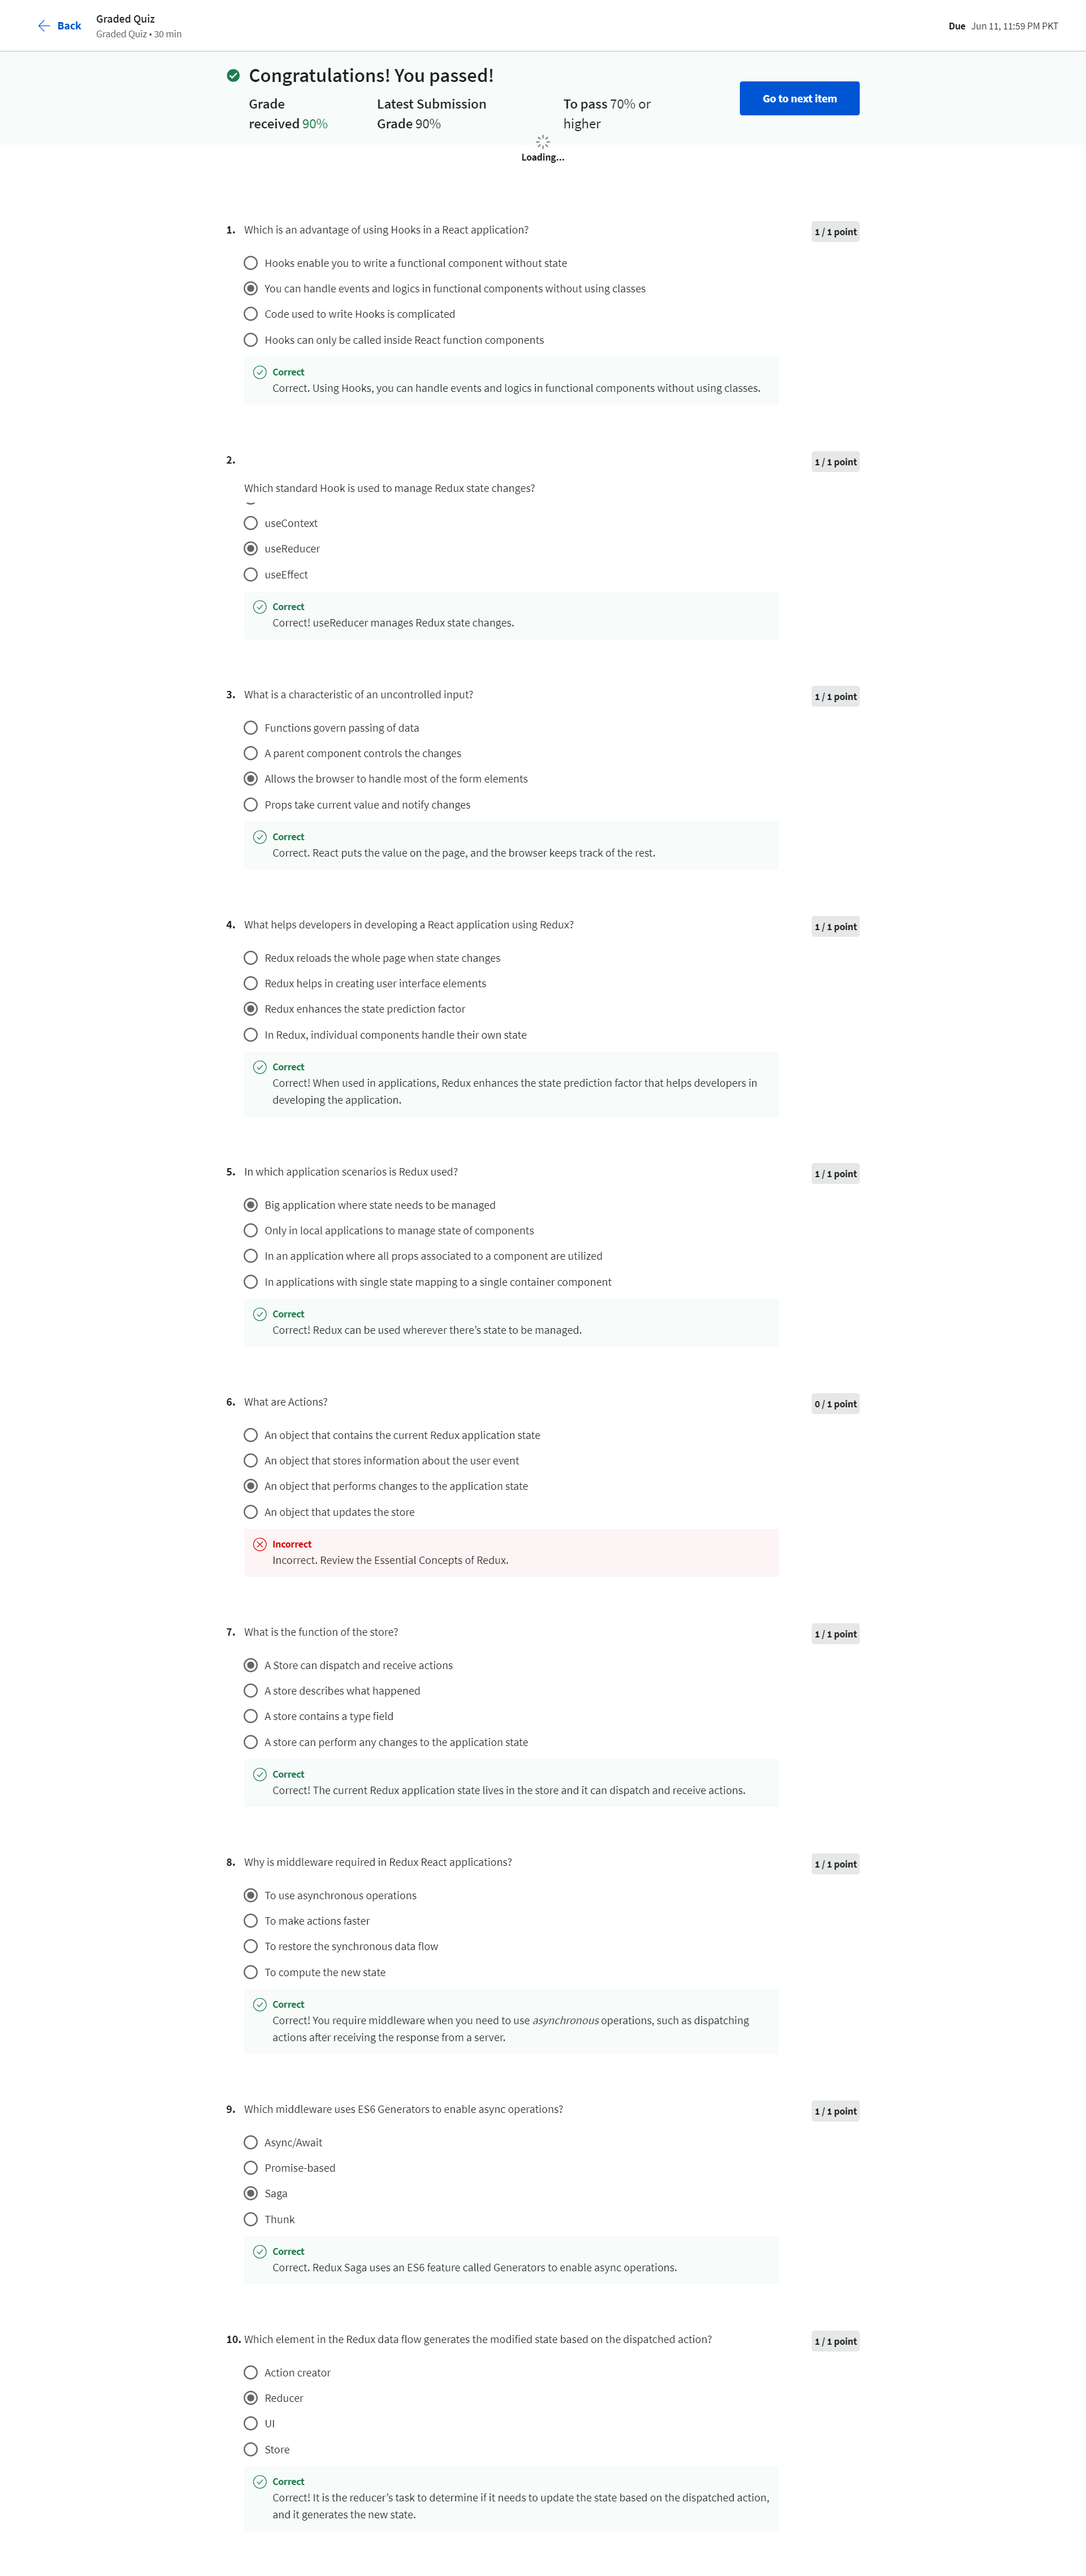 Back
Graded Quiz
Graded Quiz • 30 min
Due Jun 11, 11:59 PM PKT
Congratulations! You passed!
Grade
received 90%
Latest Submission
Grade 90%
To pass 70% or
higher
Go to next item
Loading...
1. Which is an advantage of using Hooks in a React application?
1 / 1 point
Hooks enable you to write a functional component without state
You can handle events and logics in functional components without using classes
Code used to write Hooks is complicated
Hooks can only be called inside React function components
Correct
Correct. Using Hooks, you can handle events and logics in functional components without using classes.
2.
1 / 1 point
Which standard Hook is used to manage Redux state changes?
useContext
useReducer
useEffect
Correct
Correct! useReducer manages Redux state changes.
3. What is a characteristic of an uncontrolled input?
1 / 1 point
Functions govern passing of data
A parent component controls the changes
Allows the browser to handle most of the form elements
Props take current value and notify changes
Correct
Correct. React puts the value on the page, and the browser keeps track of the rest.
4. What helps developers in developing a React application using Redux?
1 / 1 point
Redux reloads the whole page when state changes
Redux helps in creating user interface elements
Redux enhances the state prediction factor
In Redux, individual components handle their own state
Correct
Correct! When used in applications, Redux enhances the state prediction factor that helps developers in
developing the application.
5. In which application scenarios is Redux used?
1 / 1 point
Big application where state needs to be managed
Only in local applications to manage state of components
In an application where all props associated to a component are utilized
In applications with single state mapping to a single container component
Correct
Correct! Redux can be used wherever there's state to be managed.
6. What are Actions?
0 / 1 point
An object that contains the current Redux application state
An object that stores information about the user event
An object that performs changes to the application state
An object that updates the store
Incorrect
Incorrect. Review the Essential Concepts of Redux.
7. What is the function of the store?
1 / 1 point
A Store can dispatch and receive actions
A store describes what happened
A store contains a type field
A store can perform any changes to the application state
Correct
Correct! The current Redux application state lives in the store and it can dispatch and receive actions.
8. Why is middleware required in Redux React applications?
1 / 1 point
To use asynchronous operations
To make actions faster
To restore the synchronous data flow
To compute the new state
Correct
Correct! You require middleware when you need to use asynchronous operations, such as dispatching
actions after receiving the response from a server.
9. Which middleware uses ES6 Generators to enable async operations?
1 / 1 point
Async/Await
Promise-based
Saga
Thunk
Correct
Correct. Redux Saga uses an ES6 feature called Generators to enable async operations.
10. Which element in the Redux data flow generates the modified state based on the dispatched action?
1 / 1 point
Action creator
Reducer
UI
Store
Correct
Correct! It is the reducer's task to determine if it needs to update the state based on the dispatched action,
and it generates the new state.